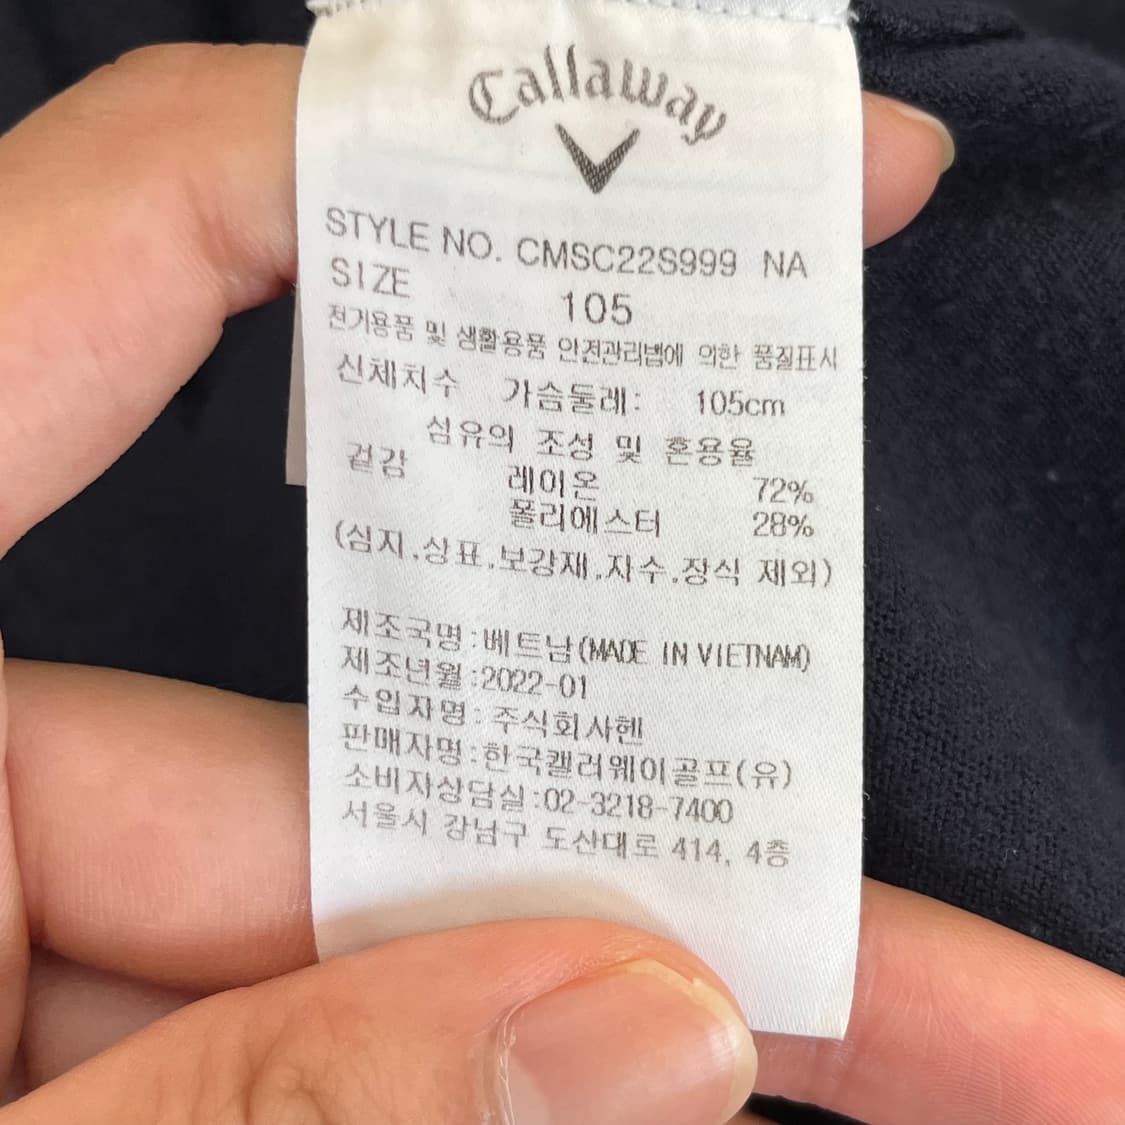 Callaway
STYLE NO. CMSC22S999 NA
SIZE 105
전기용품 및 생활용품 안전관리법에 의한 품질표시
신체치수 가슴둘레: 105cm
섬유의 조성 및 혼용율
겉감 레이온 72%
폴리에스터 28%
(심지,상표,보강재,자수,장식 제외)
제조국명:베트남(MADE IN VIETNAM)
제조년월:2022-01
수입자명:주식회사헨
판매자명:한국캘러웨이골프(유)
소비자상담실:02-3218-7400
서울시 강남구 도산대로 414, 4층